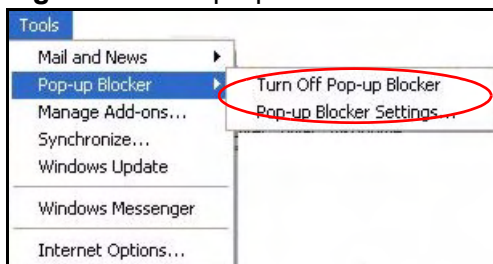 Tools
Mail and News
Pop-up Blocker
Turn Off Pop-up Blocker
Pop-up Blocker Settings...
Manage Add-ons...
Synchronize...
Windows Update
Windows Messenger
Internet Options...